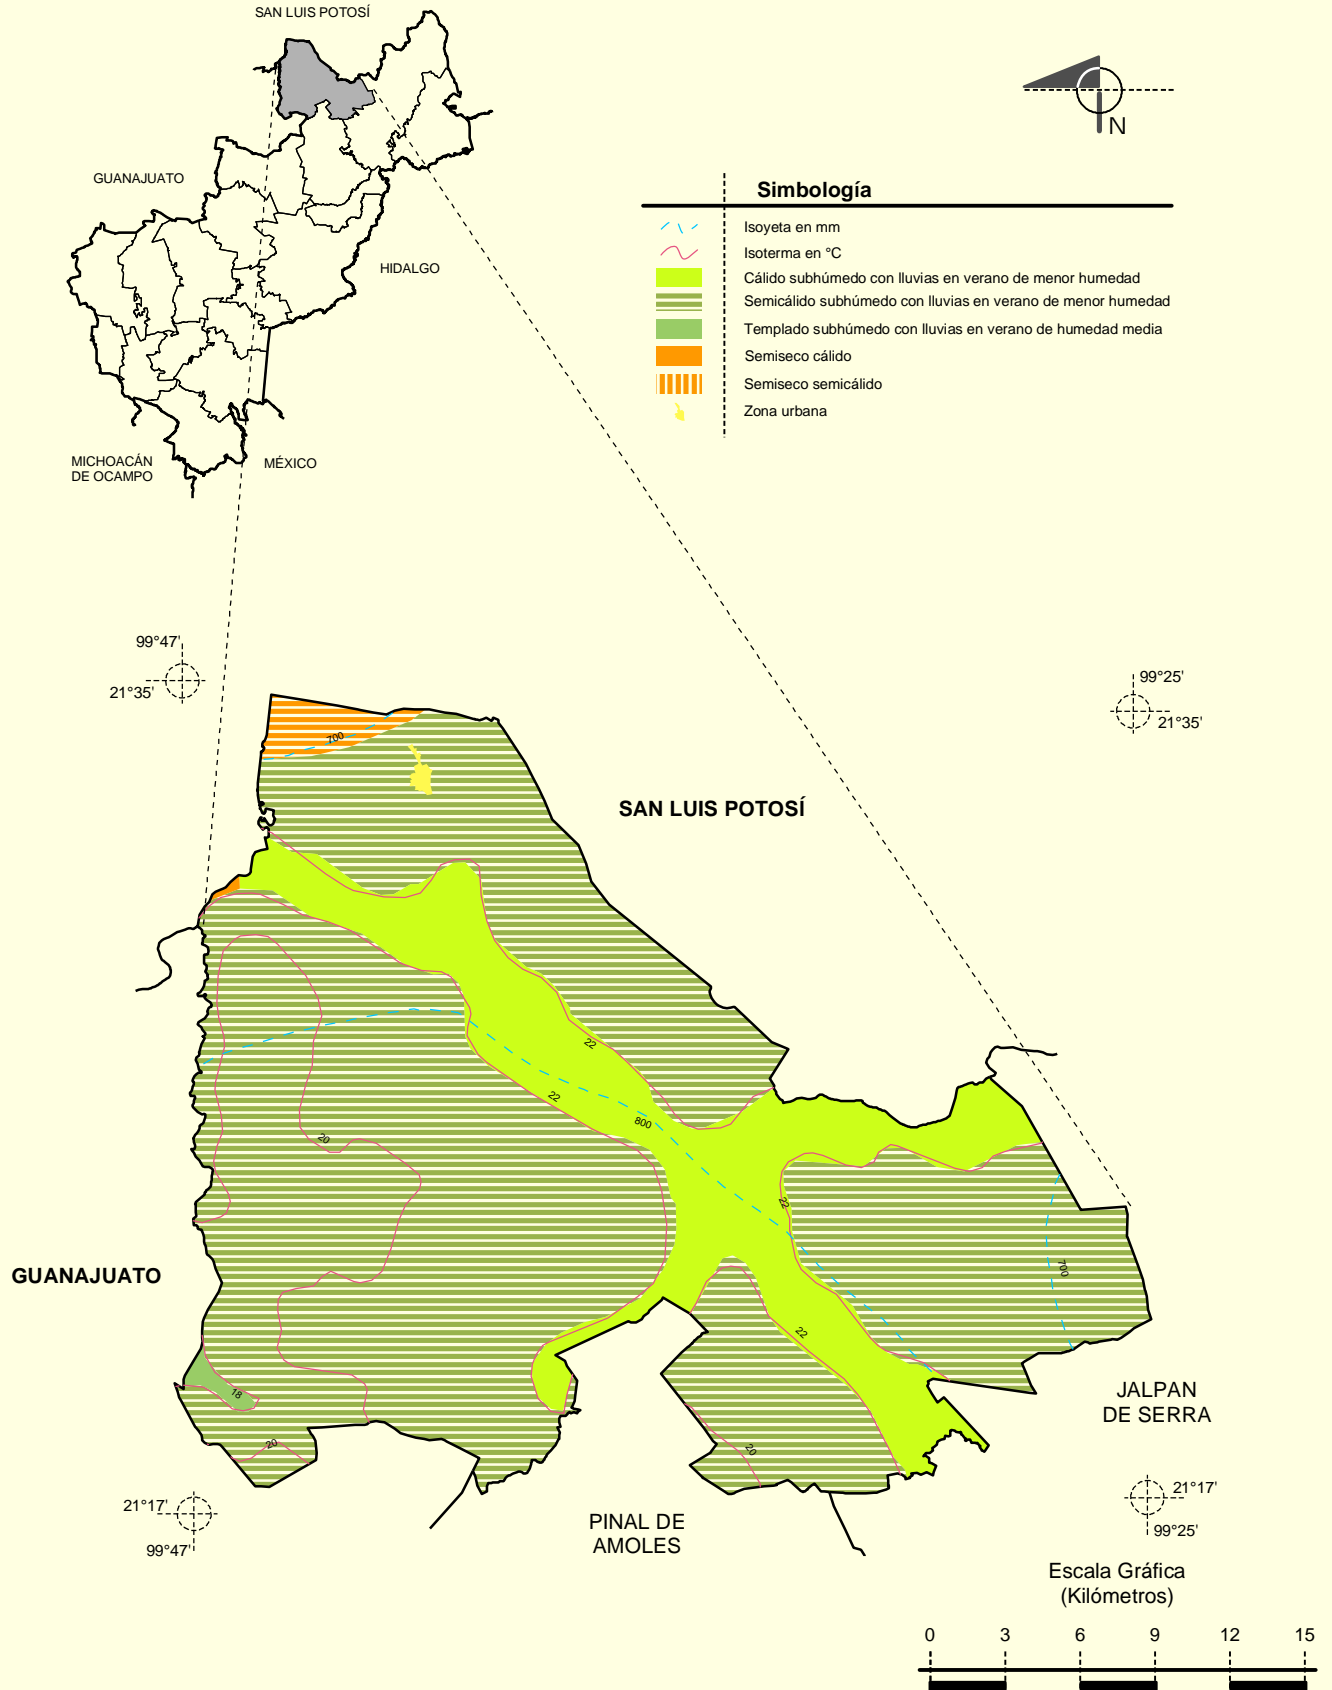 SAN LUIS POTOSÍ
N
GUANAJUATO
HIDALGO
MICHOACÁN
DE OCAMPO
MÉXICO
Simbología
Isoyeta en mm
Isoterma en °C
Cálido subhúmedo con lluvias en verano de menor humedad
Semicálido subhúmedo con lluvias en verano de menor humedad
Templado subhúmedo con lluvias en verano de humedad media
Semiseco cálido
Semiseco semicálido
Zona urbana
99°47'
21°35'
99°25'
21°35'
700
SAN LUIS POTOSÍ
22
22
800
20
22
700
GUANAJUATO
22
18
20
20
JALPAN
DE SERRA
21°17'
99°47'
PINAL DE
AMOLES
21°17'
99°25'
Escala Gráfica
(Kilómetros)
0 3 6 9 12 15